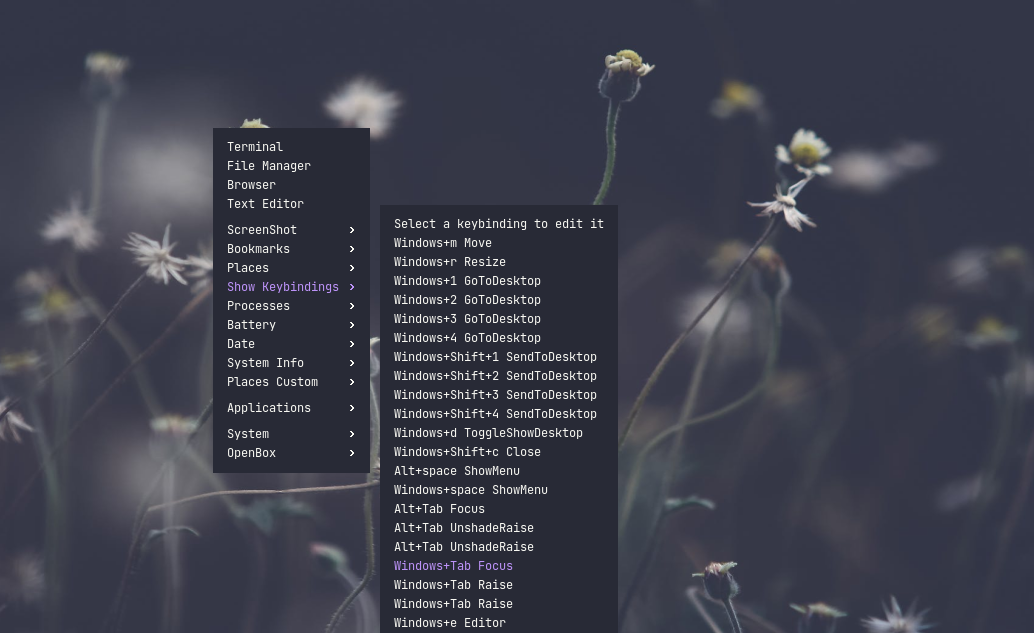 Terminal
File Manager
Browser
Text Editor
ScreenShot
Bookmarks
Places
Show Keybindings
Processes
Battery
Date
System Info
Places Custom
Applications
System
OpenBox
Select a keybinding to edit it
Windows+m Move
Windows+r Resize
Windows+1 GoToDesktop
Windows+2 GoToDesktop
Windows+3 GoToDesktop
Windows+4 GoToDesktop
Windows+Shift+1 SendToDesktop
Windows+Shift+2 SendToDesktop
Windows+Shift+3 SendToDesktop
Windows+Shift+4 SendToDesktop
Windows+d ToggleShowDesktop
Windows+Shift+c Close
Alt+space ShowMenu
Windows+space ShowMenu
Alt+Tab Focus
Alt+Tab UnshadeRaise
Alt+Tab UnshadeRaise
Windows+Tab Focus
Windows+Tab Raise
Windows+Tab Raise
Windows+e Editor